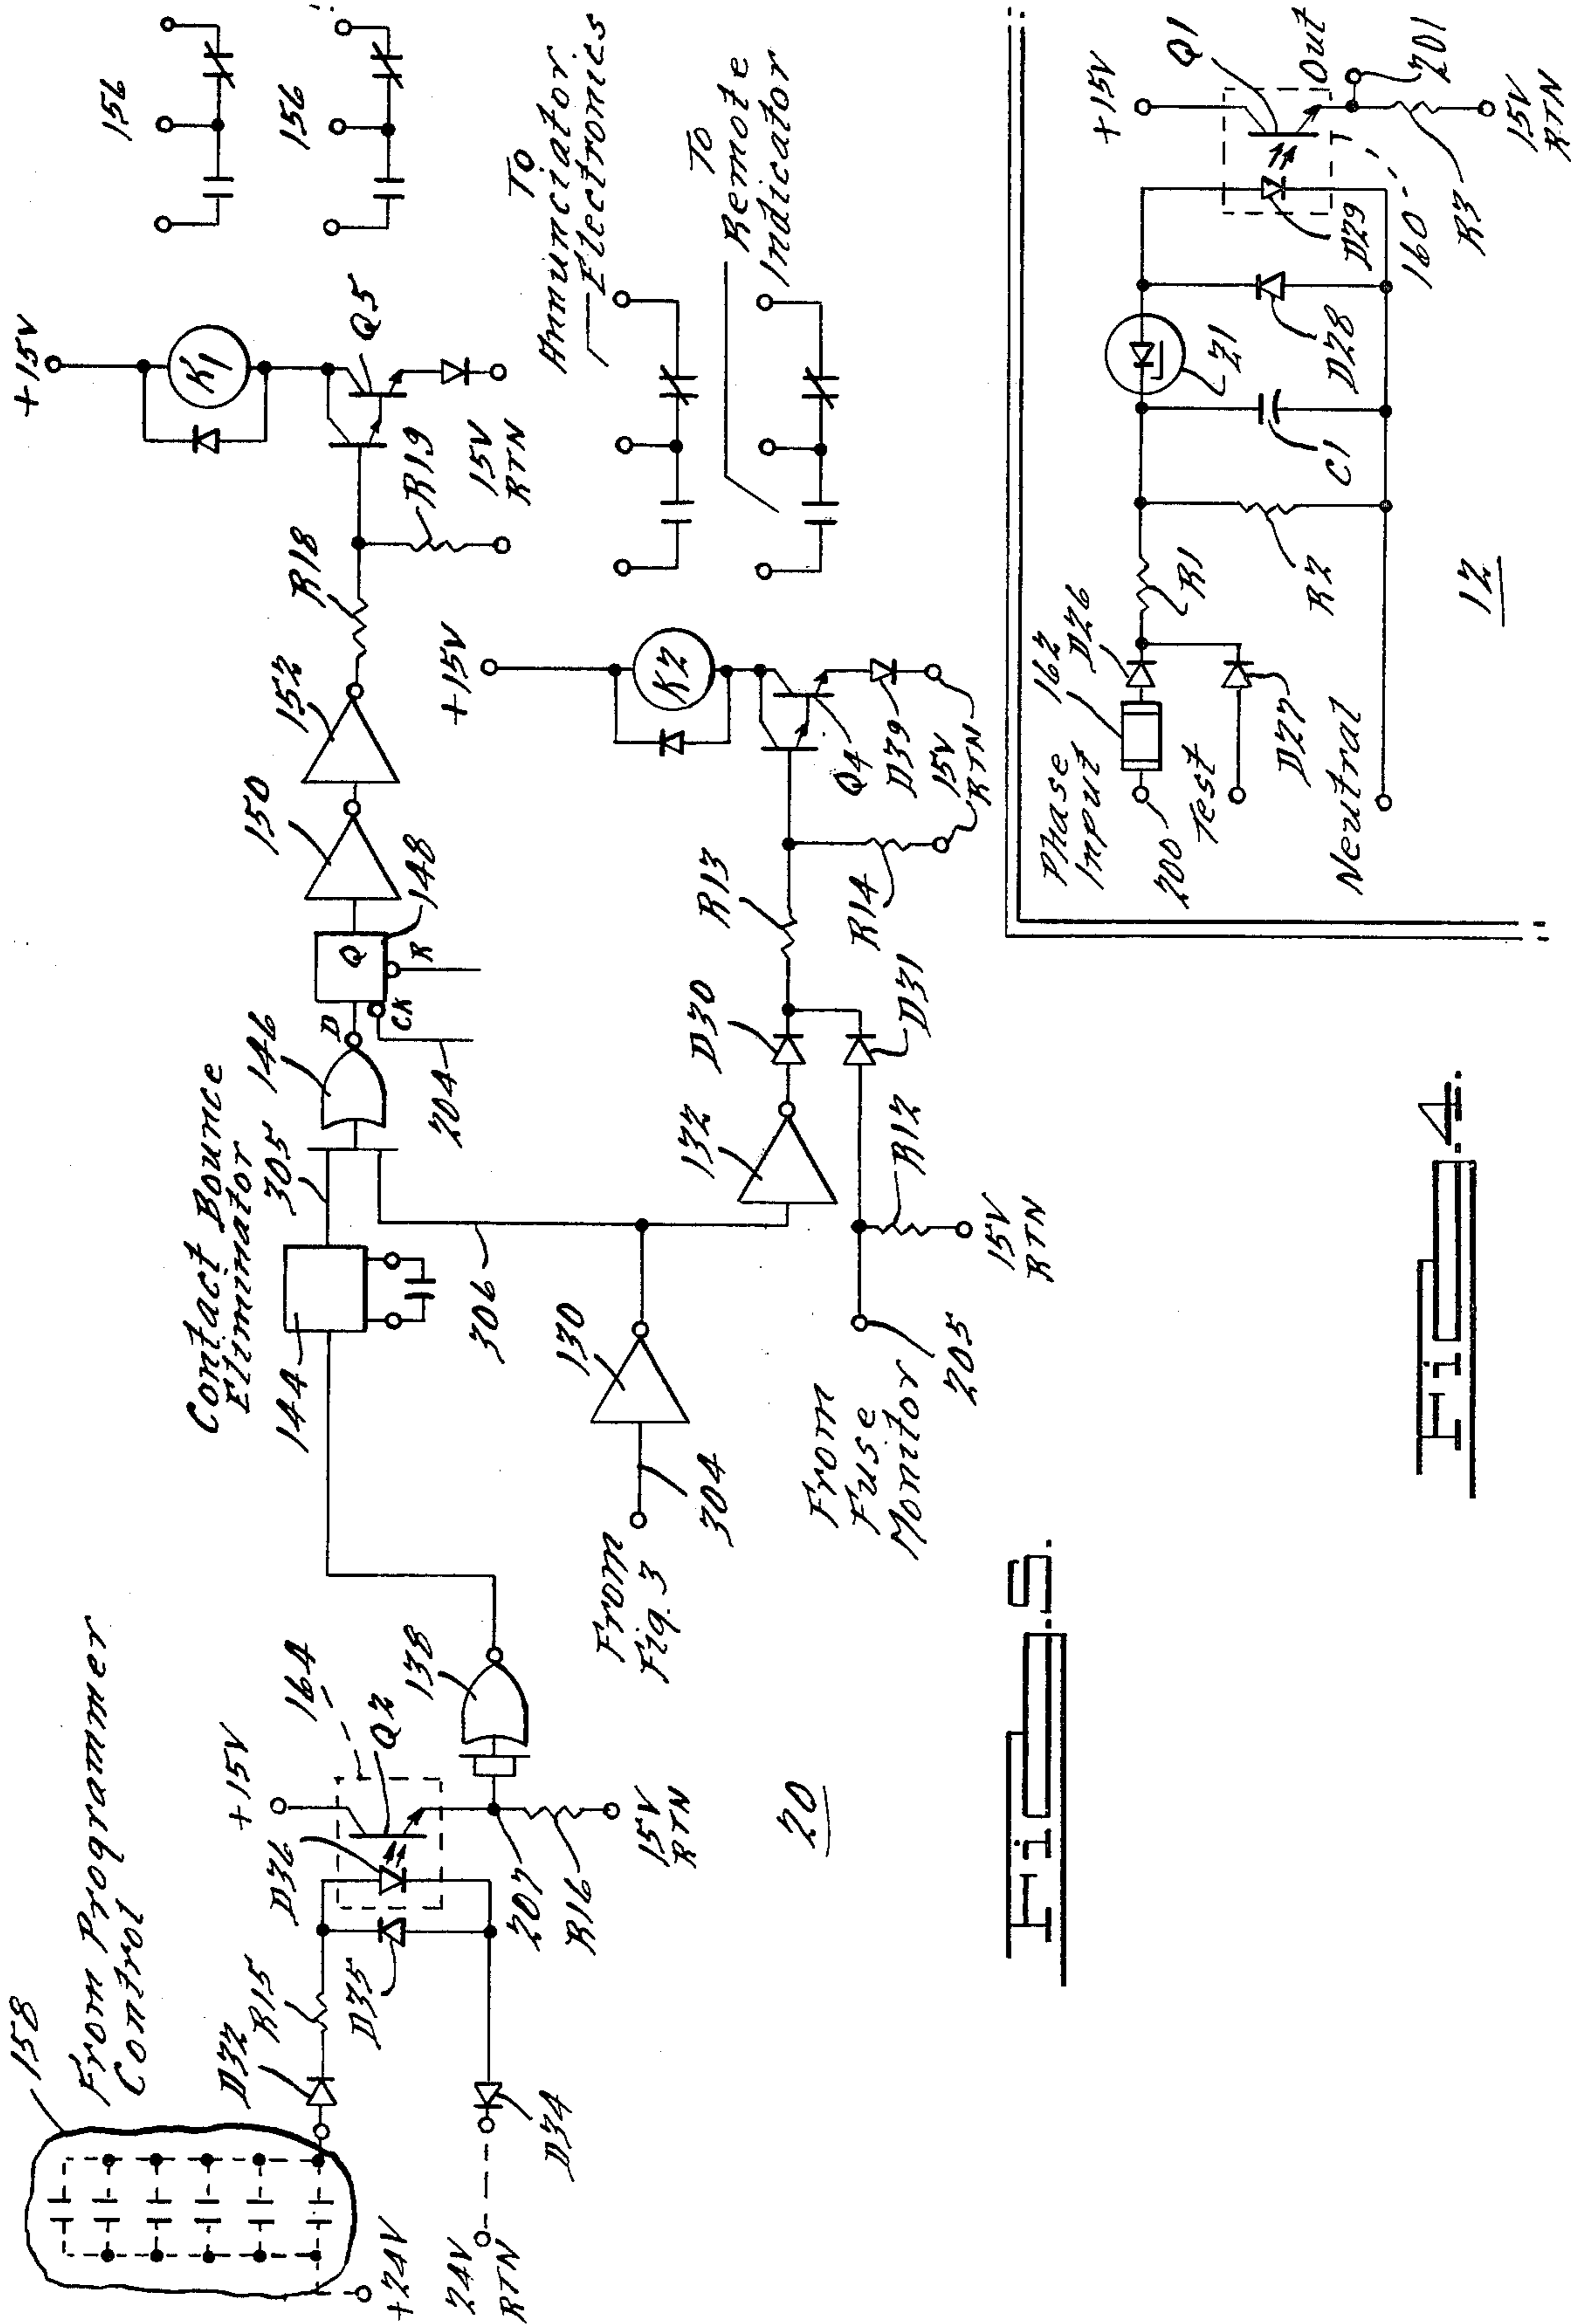 158
From Programmer
Control
D32
R15
D36
+15V
164
Q2
138
D35
207
R16
15V
RTN
D34
+24V
24V
RTN
20
Contact Bounce
Eliminator
144
305
146
D
Q
CK
R
148
204
150
152
R18
R19
15V
RTN
+15V
K1
Q5
156
156
306
130
From
Fig. 3
304
132
D30
D31
R13
R14
R12
15V
RTN
From
Fuse
Monitor
205
+15V
K2
Q4
D39
15V
RTN
To
Annunciator
Electronics
To
Remote
Indicator
Fig. 5.
Phase
Input
162
D26
200
Test
D27
Neutral
R1
R2
C1
Z1
D28
D29
160
+15V
Q1
Out
201
R3
15V
RTN
12
Fig. 4.